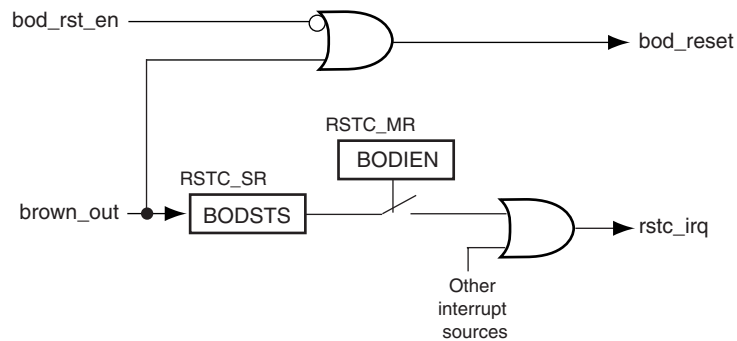 bod_rst_en
bod_reset
RSTC_MR
BODIEN
RSTC_SR
brown_out
BODSTS
rstc_irq
Other
interrupt
sources